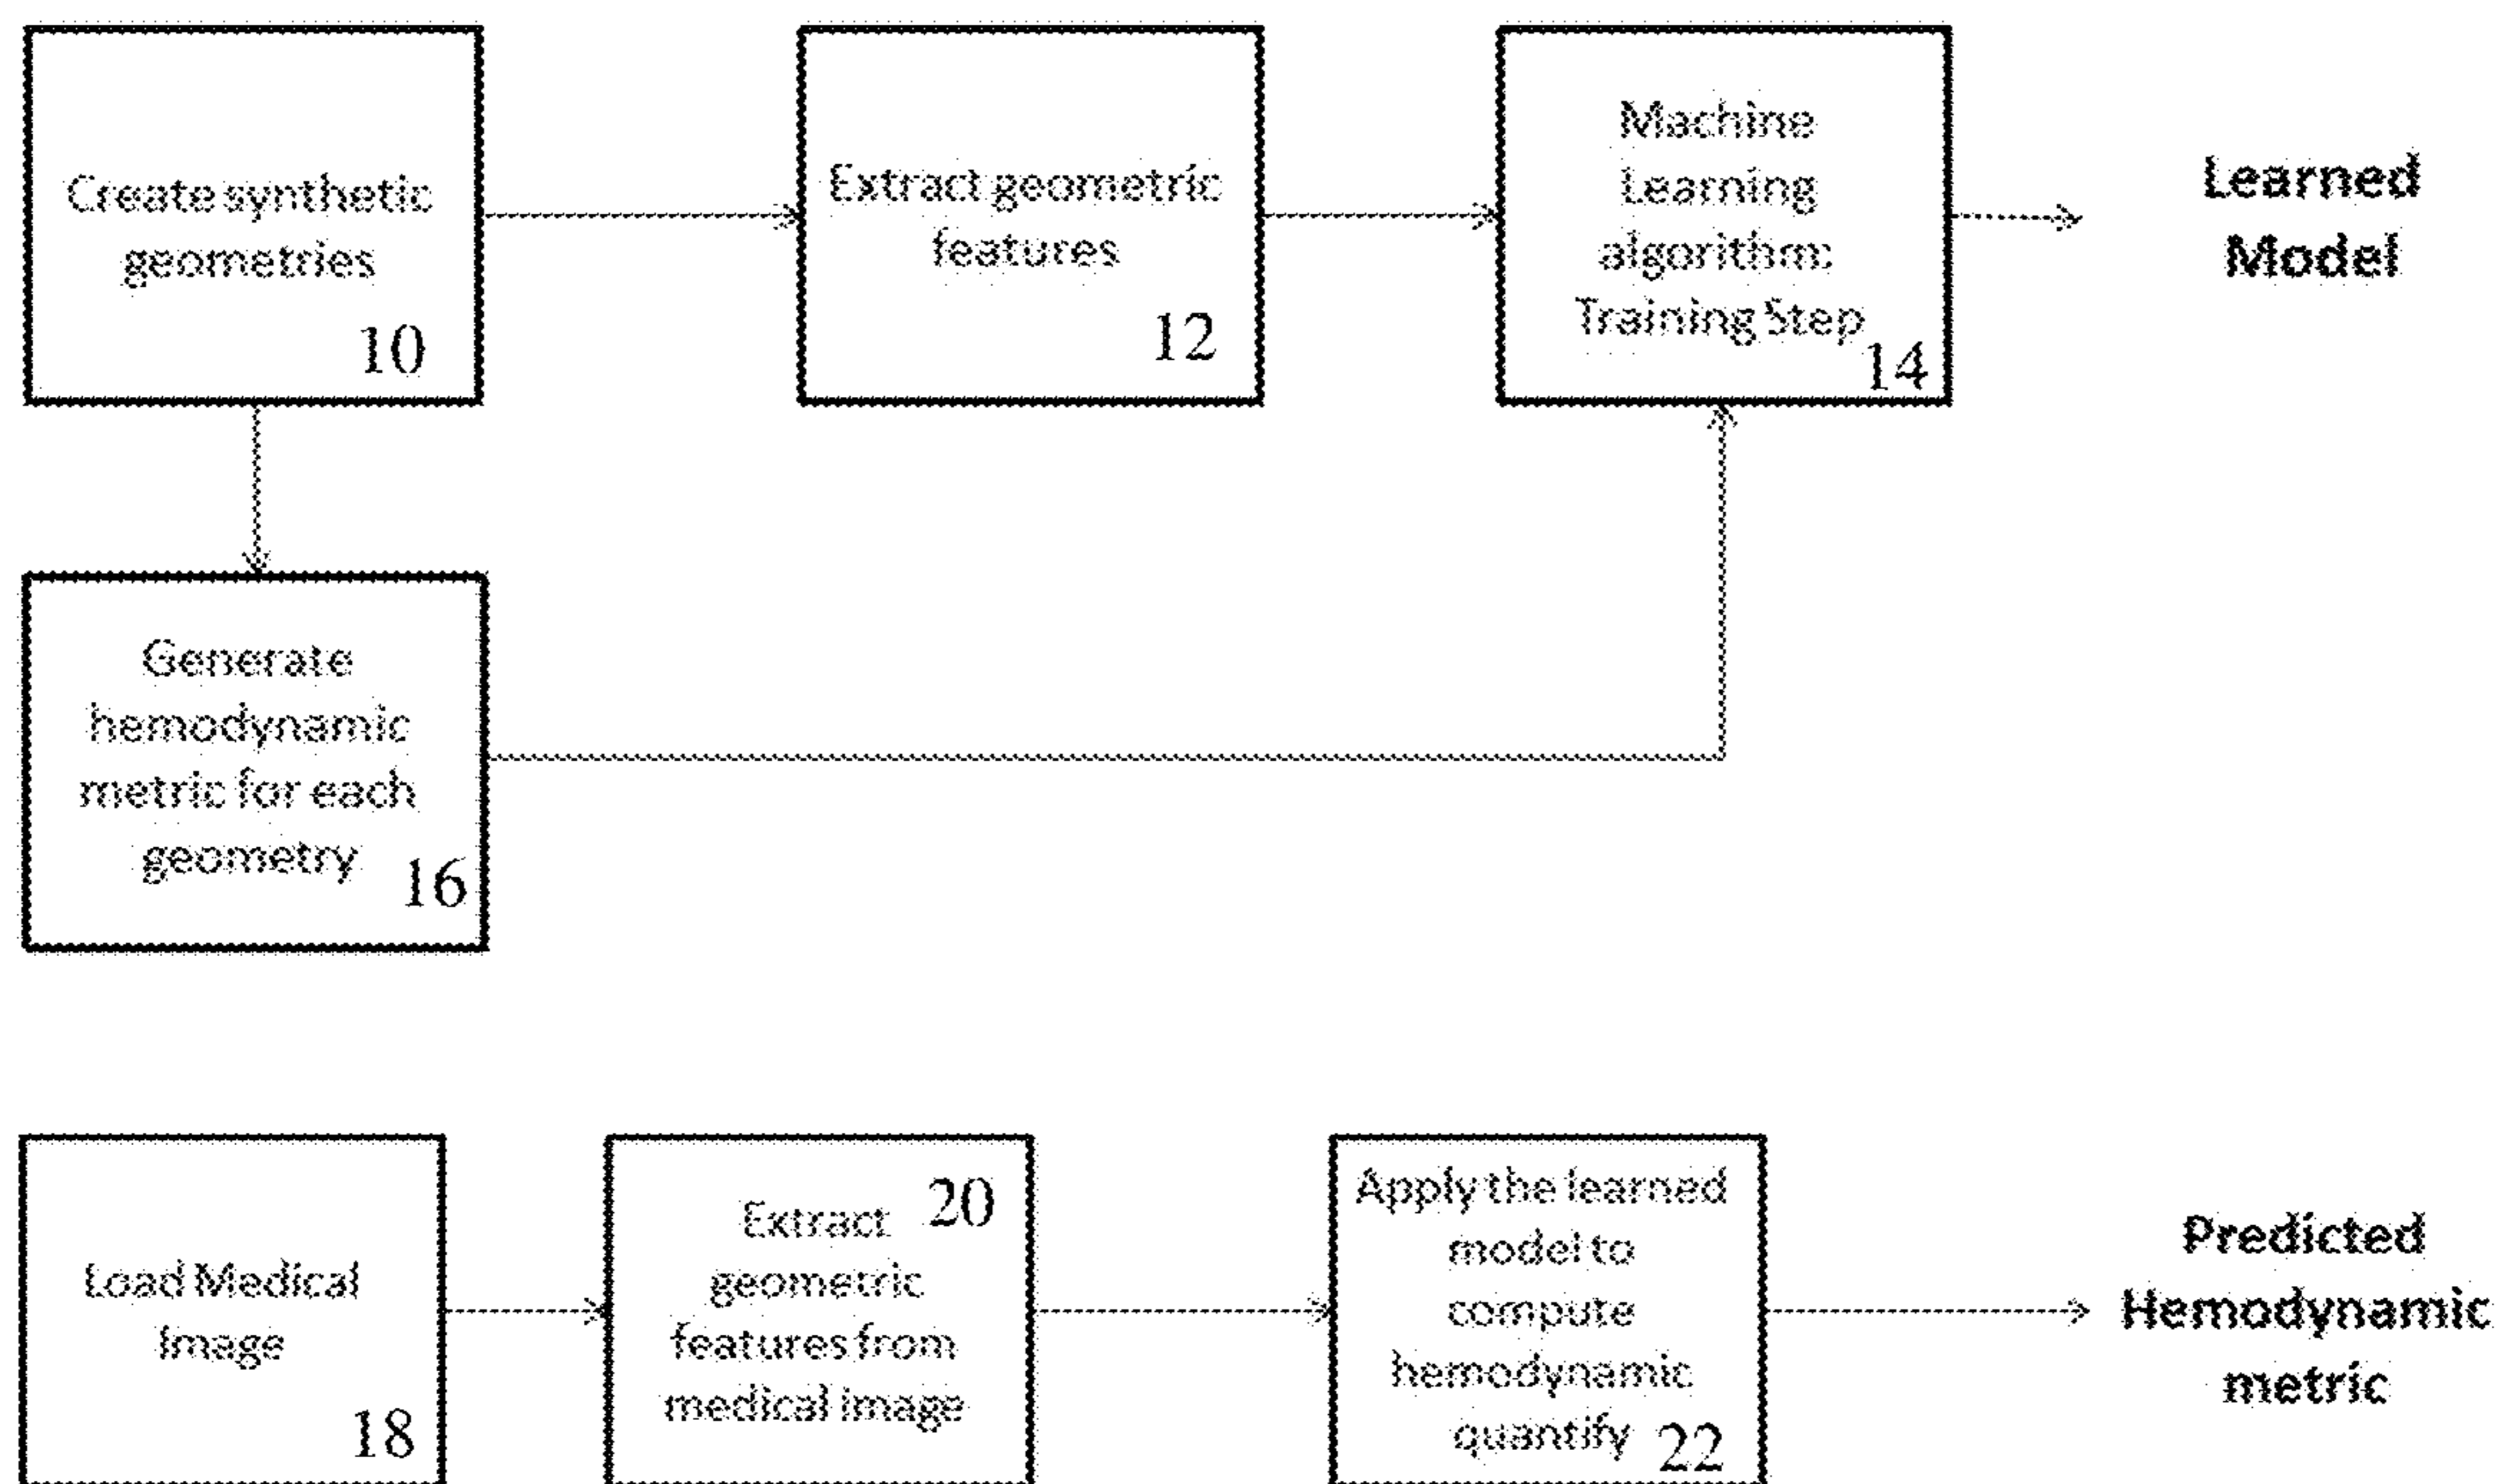 Create synthetic
geometries
10
Extract geometric
features
12
Machine
Learning
algorithm:
Training Step
14
Learned
Model
Generate
hemodynamic
metric for each
geometry
16
Load Medical
Image
18
20
Extract
geometric
features from
medical image
Apply the learned
model to
compute
hemodynamic
quantify
22
Predicted
Hemodynamic
metric